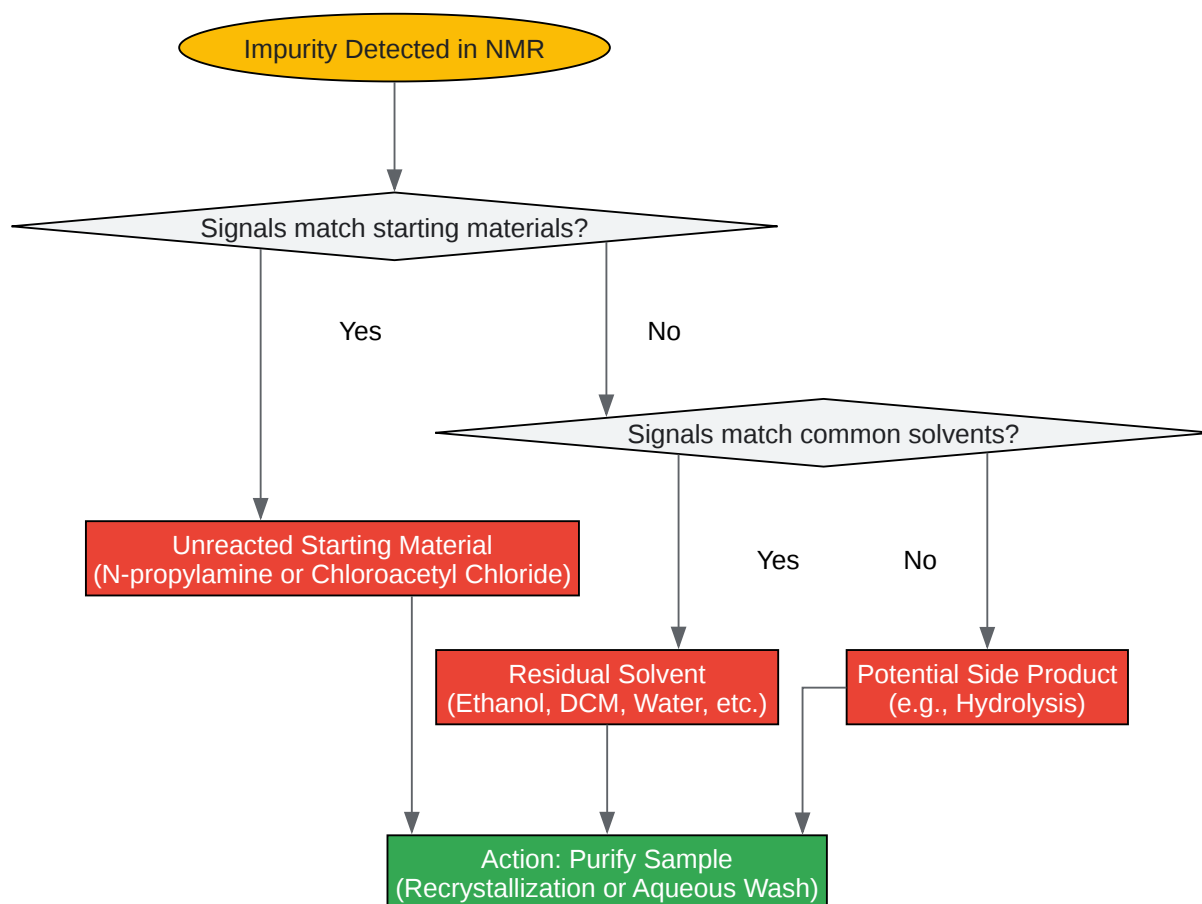 Impurity Detected in NMR
Signals match starting materials?
Yes
No
Signals match common solvents?
Unreacted Starting Material
(N-propylamine or Chloroacetyl Chloride)
Yes
No
Residual Solvent
(Ethanol, DCM, Water, etc.)
Potential Side Product
(e.g., Hydrolysis)
Action: Purify Sample
(Recrystallization or Aqueous Wash)